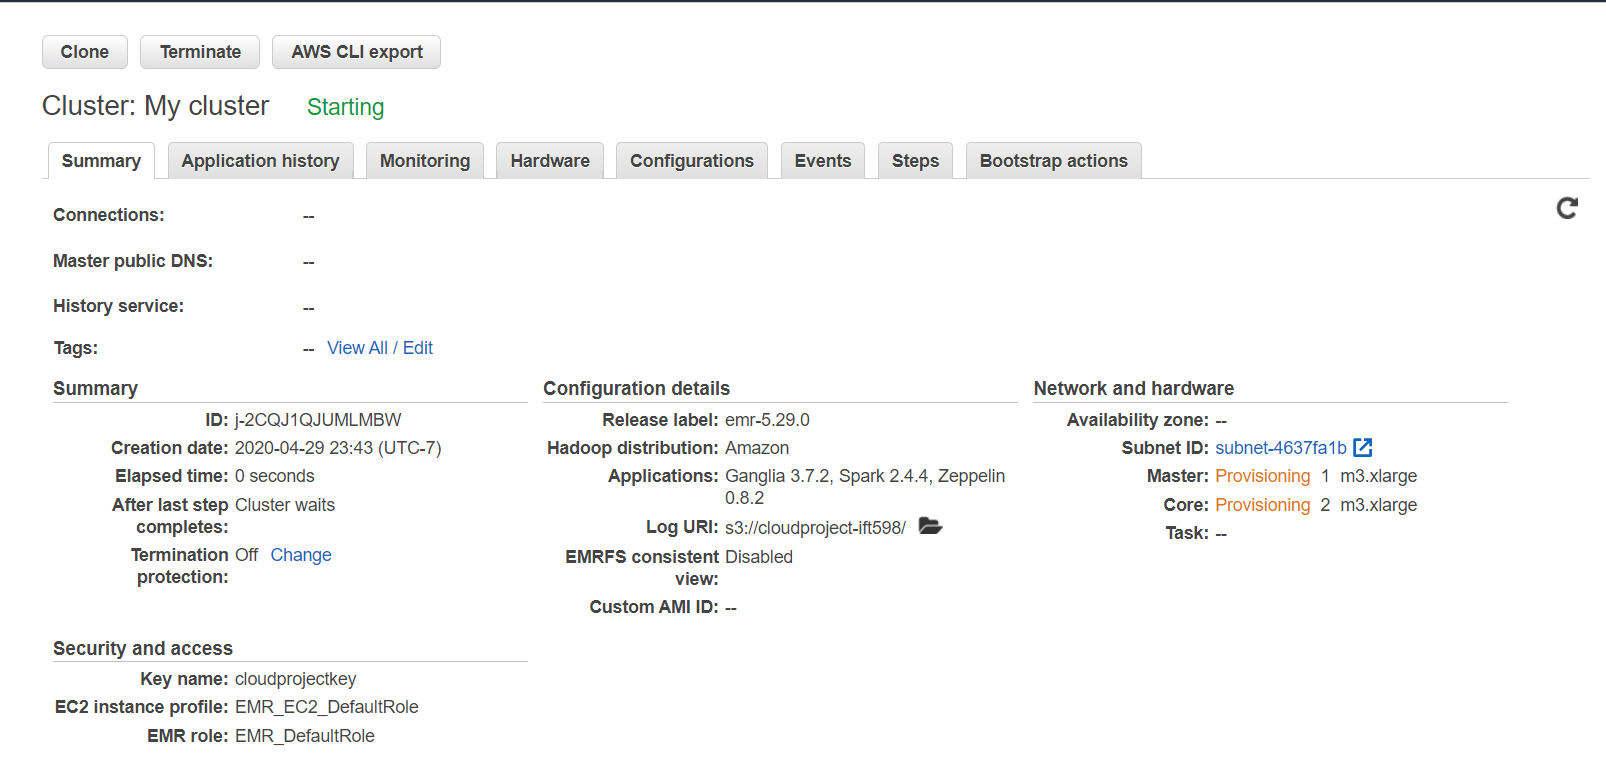 Clone Terminate AWS CLI export
Cluster: My cluster Starting
Summary Application history Monitoring Hardware Configurations Events Steps Bootstrap actions
Connections: --
Master public DNS: --
History service: --
Tags: -- View All / Edit
Summary
ID: j-2CQJ1QJUMLMBW
Creation date: 2020-04-29 23:43 (UTC-7)
Elapsed time: 0 seconds
After last step Cluster waits
completes:
Termination Off Change
protection:
Configuration details
Release label: emr-5.29.0
Hadoop distribution: Amazon
Applications: Ganglia 3.7.2, Spark 2.4.4, Zeppelin
0.8.2
Log URI: s3://cloudproject-ift598/
EMRFS consistent Disabled
view:
Custom AMI ID: --
Network and hardware
Availability zone: --
Subnet ID: subnet-4637fa1b
Master: Provisioning 1 m3.xlarge
Core: Provisioning 2 m3.xlarge
Task: --
Security and access
Key name: cloudprojectkey
EC2 instance profile: EMR_EC2_DefaultRole
EMR role: EMR_DefaultRole